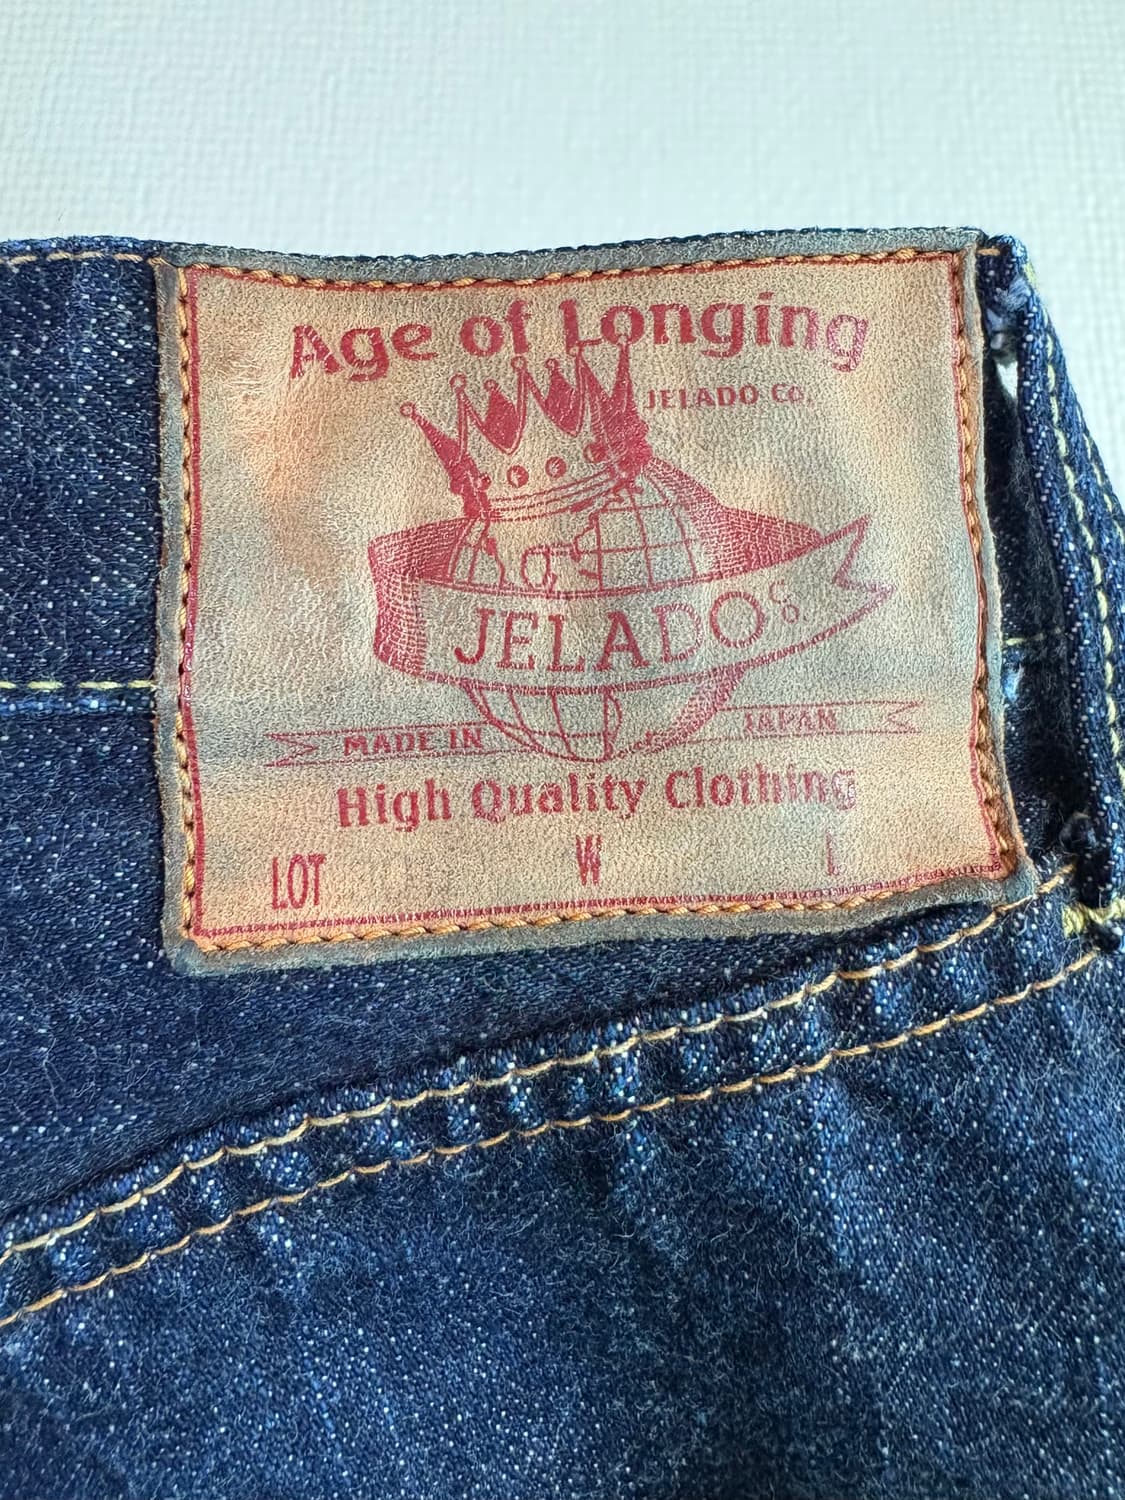 Age of Longing
JELADO CO.
JELADO
MADE IN JAPAN
High Quality Clothing
LOT W L